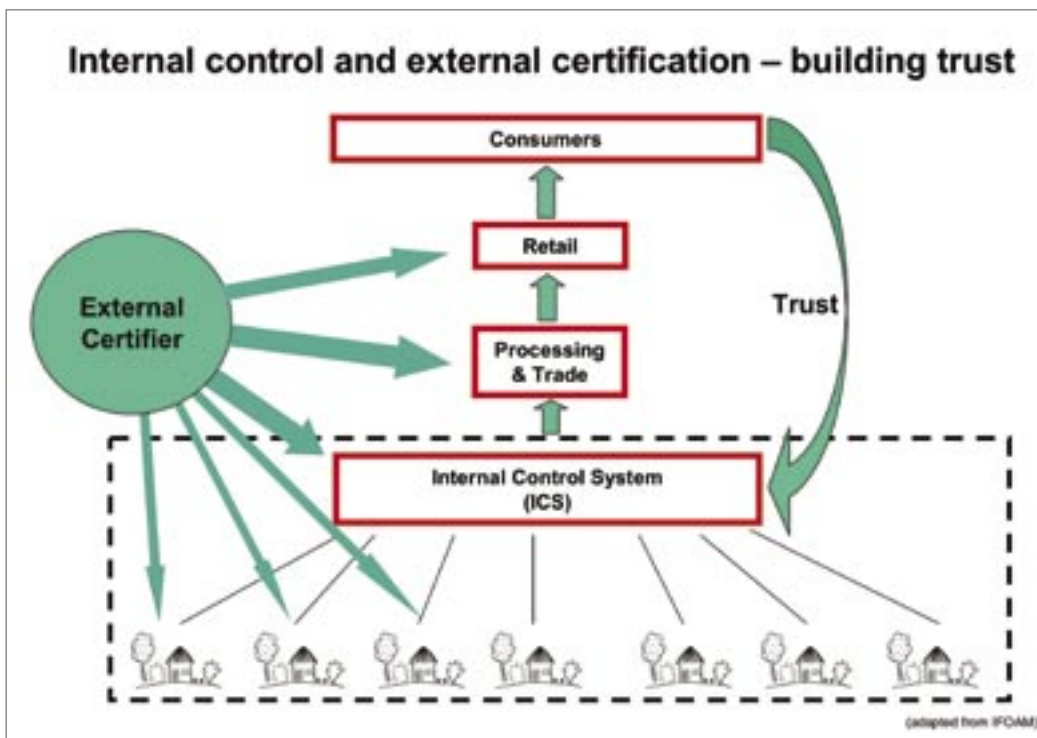 Internal control and external certification – building trust
Consumers
Retail
External
Certifier
Trust
Processing
& Trade
Internal Control System
(ICS)
(adapted from IFOAM)